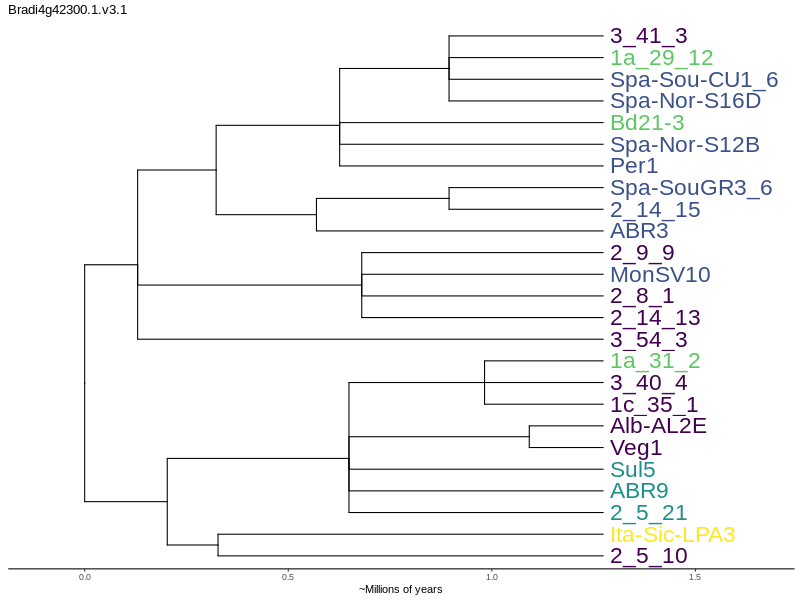 Bradi4g42300.1.v3.1
3_41_3
1a_29_12
Spa-Sou-CU1_6
Spa-Nor-S16D
Bd21-3
Spa-Nor-S12B
Per1
Spa-SouGR3_6
2_14_15
ABR3
2_9_9
MonSV10
2_8_1
2_14_13
3_54_3
1a_31_2
3_40_4
1c_35_1
Alb-AL2E
Veg1
Sul5
ABR9
2_5_21
Ita-Sic-LPA3
2_5_10
0.0 0.5 1.0 1.5
~Millions of years